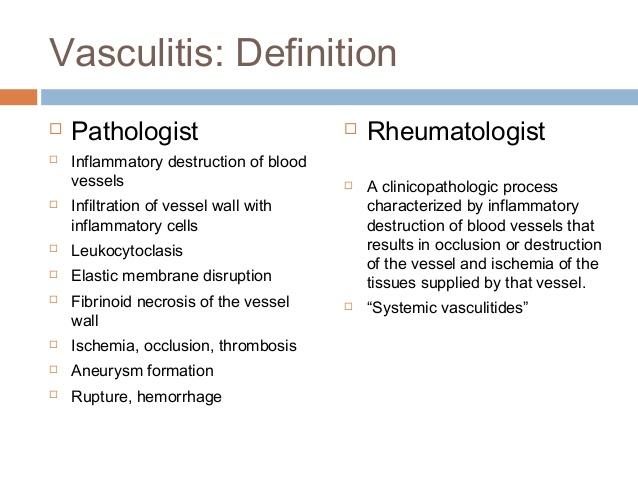 Vasculitis: Definition
Pathologist
Inflammatory destruction of blood
vessels
Infiltration of vessel wall with
inflammatory cells
Leukocytoclasis
Elastic membrane disruption
Fibrinoid necrosis of the vessel
wall
Ischemia, occlusion, thrombosis
Aneurysm formation
Rupture, hemorrhage
Rheumatologist
A clinicopathologic process
characterized by inflammatory
destruction of blood vessels that
results in occlusion or destruction
of the vessel and ischemia of the
tissues supplied by that vessel.
“Systemic vasculitides”